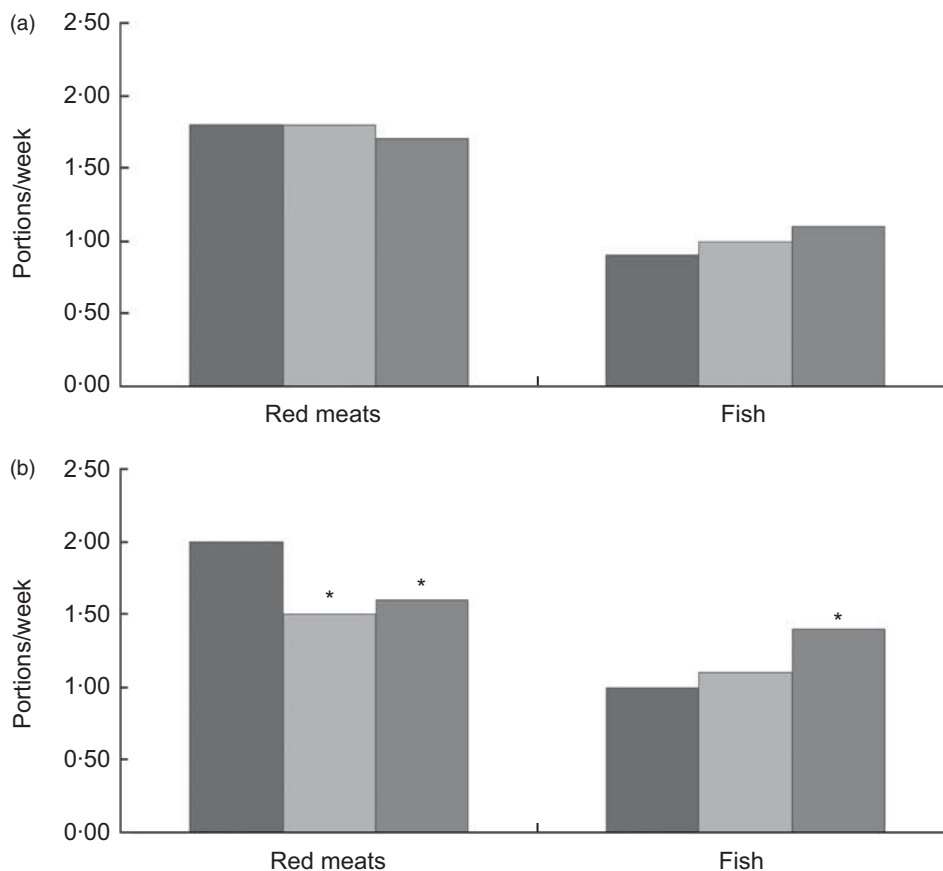 (a)
2·50
2·00
1·50
1·00
0·50
0·00
Portions/week
Red meats
Fish
(b)
2·50
2·00
1·50
1·00
0·50
0·00
Portions/week
*
*
*
Red meats
Fish